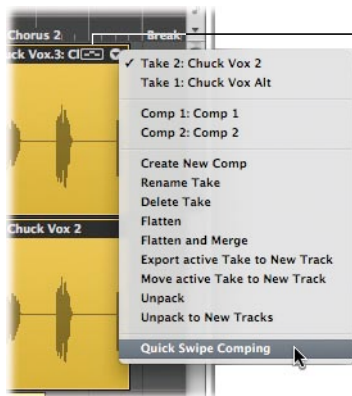 Chorus 2 Break
uck Vox.3: Cl
✓ Take 2: Chuck Vox 2
Take 1: Chuck Vox Alt
Comp 1: Comp 1
Comp 2: Comp 2
Create New Comp
Rename Take
Delete Take
Flatten
Flatten and Merge
Export active Take to New Track
Move active Take to New Track
Unpack
Unpack to New Tracks
Quick Swipe Comping
Chuck Vox 2